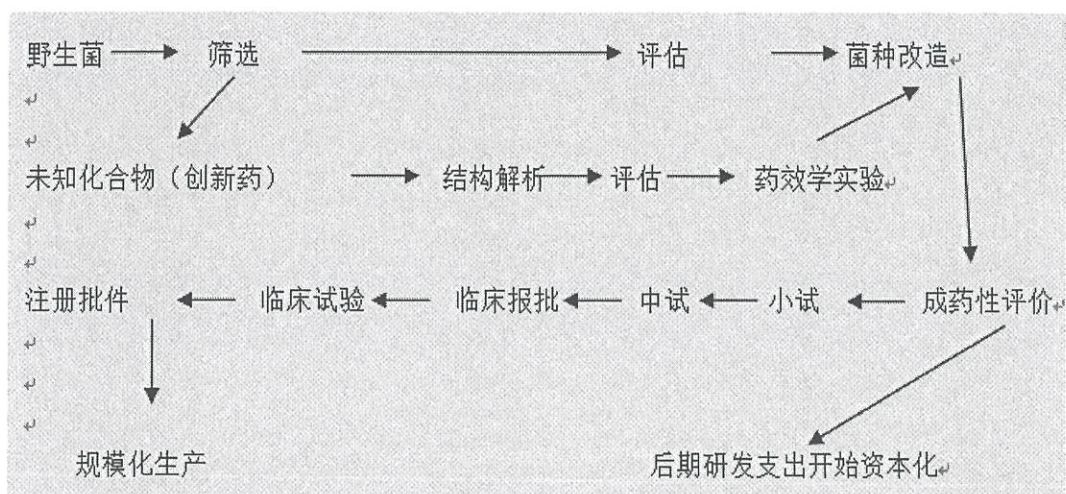 野生菌 筛选 评估 菌种改造
未知化合物（创新药） 结构解析 评估 药效学实验
注册批件 临床试验 临床报批 中试 小试 成药性评价
规模化生产 后期研发支出开始资本化